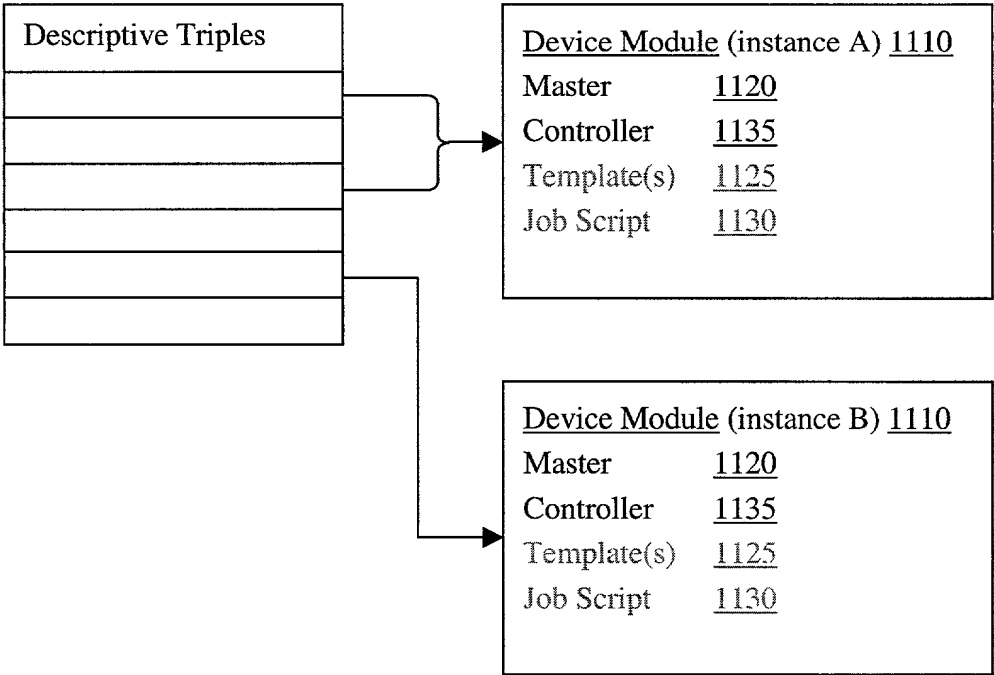 Descriptive Triples
Device Module (instance A) 1110
Master 1120
Controller 1135
Template(s) 1125
Job Script 1130
Device Module (instance B) 1110
Master 1120
Controller 1135
Template(s) 1125
Job Script 1130